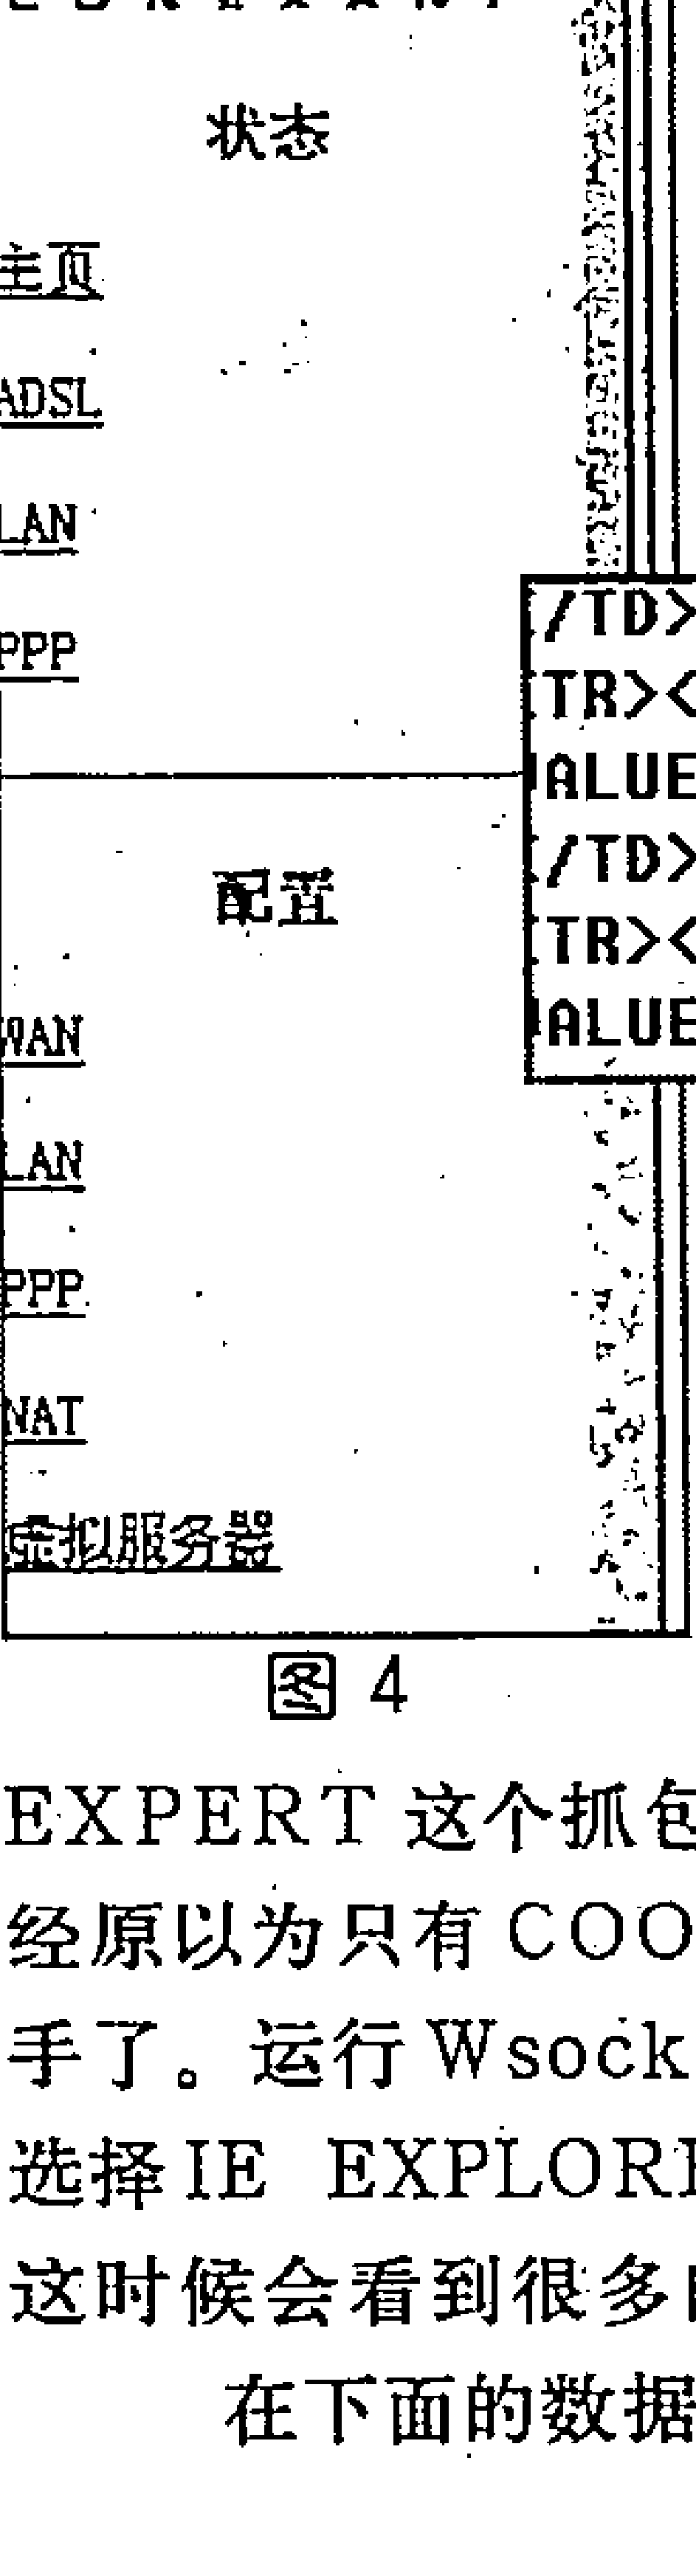 状态
主页
ADSL
LAN
PPP
/TD>
TR><
ALUE
/TD>
TR><
ALUE
配置
WAN
LAN
PPP
NAT
虚拟服务器
图 4
EXPERT 这个抓包
经原以为只有 COO
手了。运行 Wsock
选择 IE EXPLOR
这时候会看到很多
在下面的数据